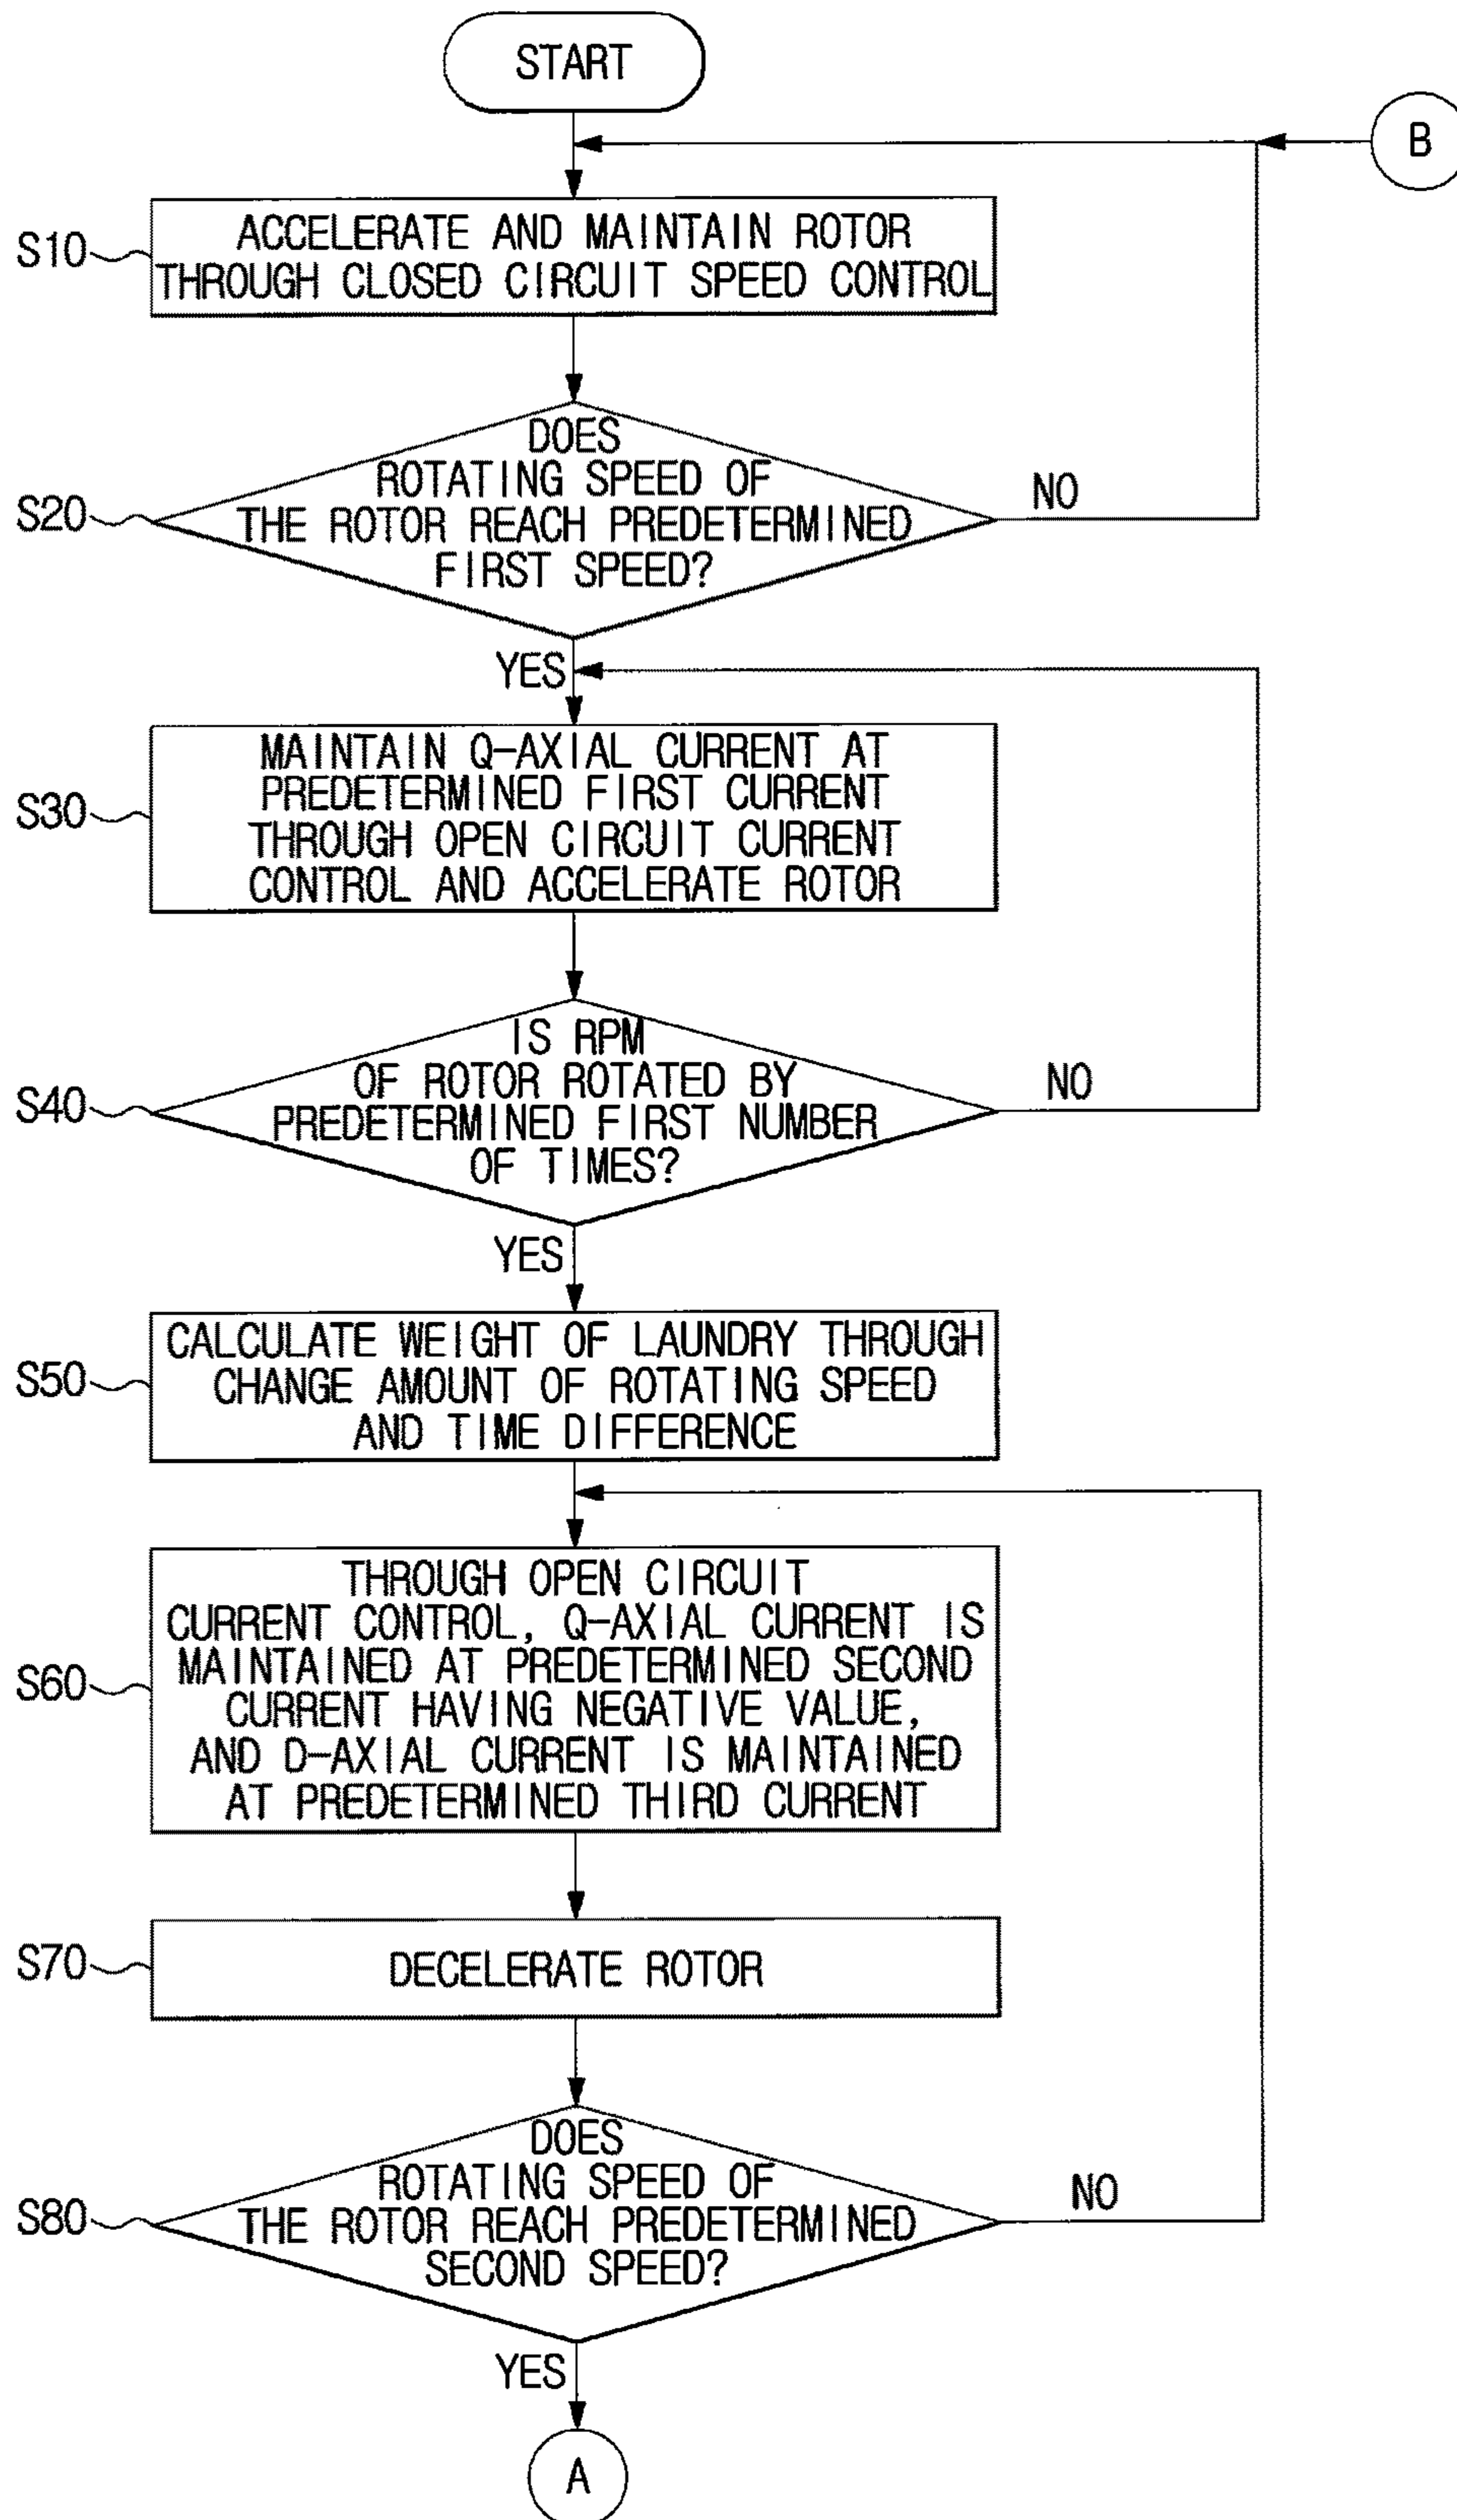 START
B
S10
ACCELERATE AND MAINTAIN ROTOR
THROUGH CLOSED CIRCUIT SPEED CONTROL
S20
DOES
ROTATING SPEED OF
THE ROTOR REACH PREDETERMINED
FIRST SPEED?
NO
YES
S30
MAINTAIN Q-AXIAL CURRENT AT
PREDETERMINED FIRST CURRENT
THROUGH OPEN CIRCUIT CURRENT
CONTROL AND ACCELERATE ROTOR
S40
IS RPM
OF ROTOR ROTATED BY
PREDETERMINED FIRST NUMBER
OF TIMES?
NO
YES
S50
CALCULATE WEIGHT OF LAUNDRY THROUGH
CHANGE AMOUNT OF ROTATING SPEED
AND TIME DIFFERENCE
S60
THROUGH OPEN CIRCUIT
CURRENT CONTROL, Q-AXIAL CURRENT IS
MAINTAINED AT PREDETERMINED SECOND
CURRENT HAVING NEGATIVE VALUE,
AND D-AXIAL CURRENT IS MAINTAINED
AT PREDETERMINED THIRD CURRENT
S70
DECELERATE ROTOR
S80
DOES
ROTATING SPEED OF
THE ROTOR REACH PREDETERMINED
SECOND SPEED?
NO
YES
A